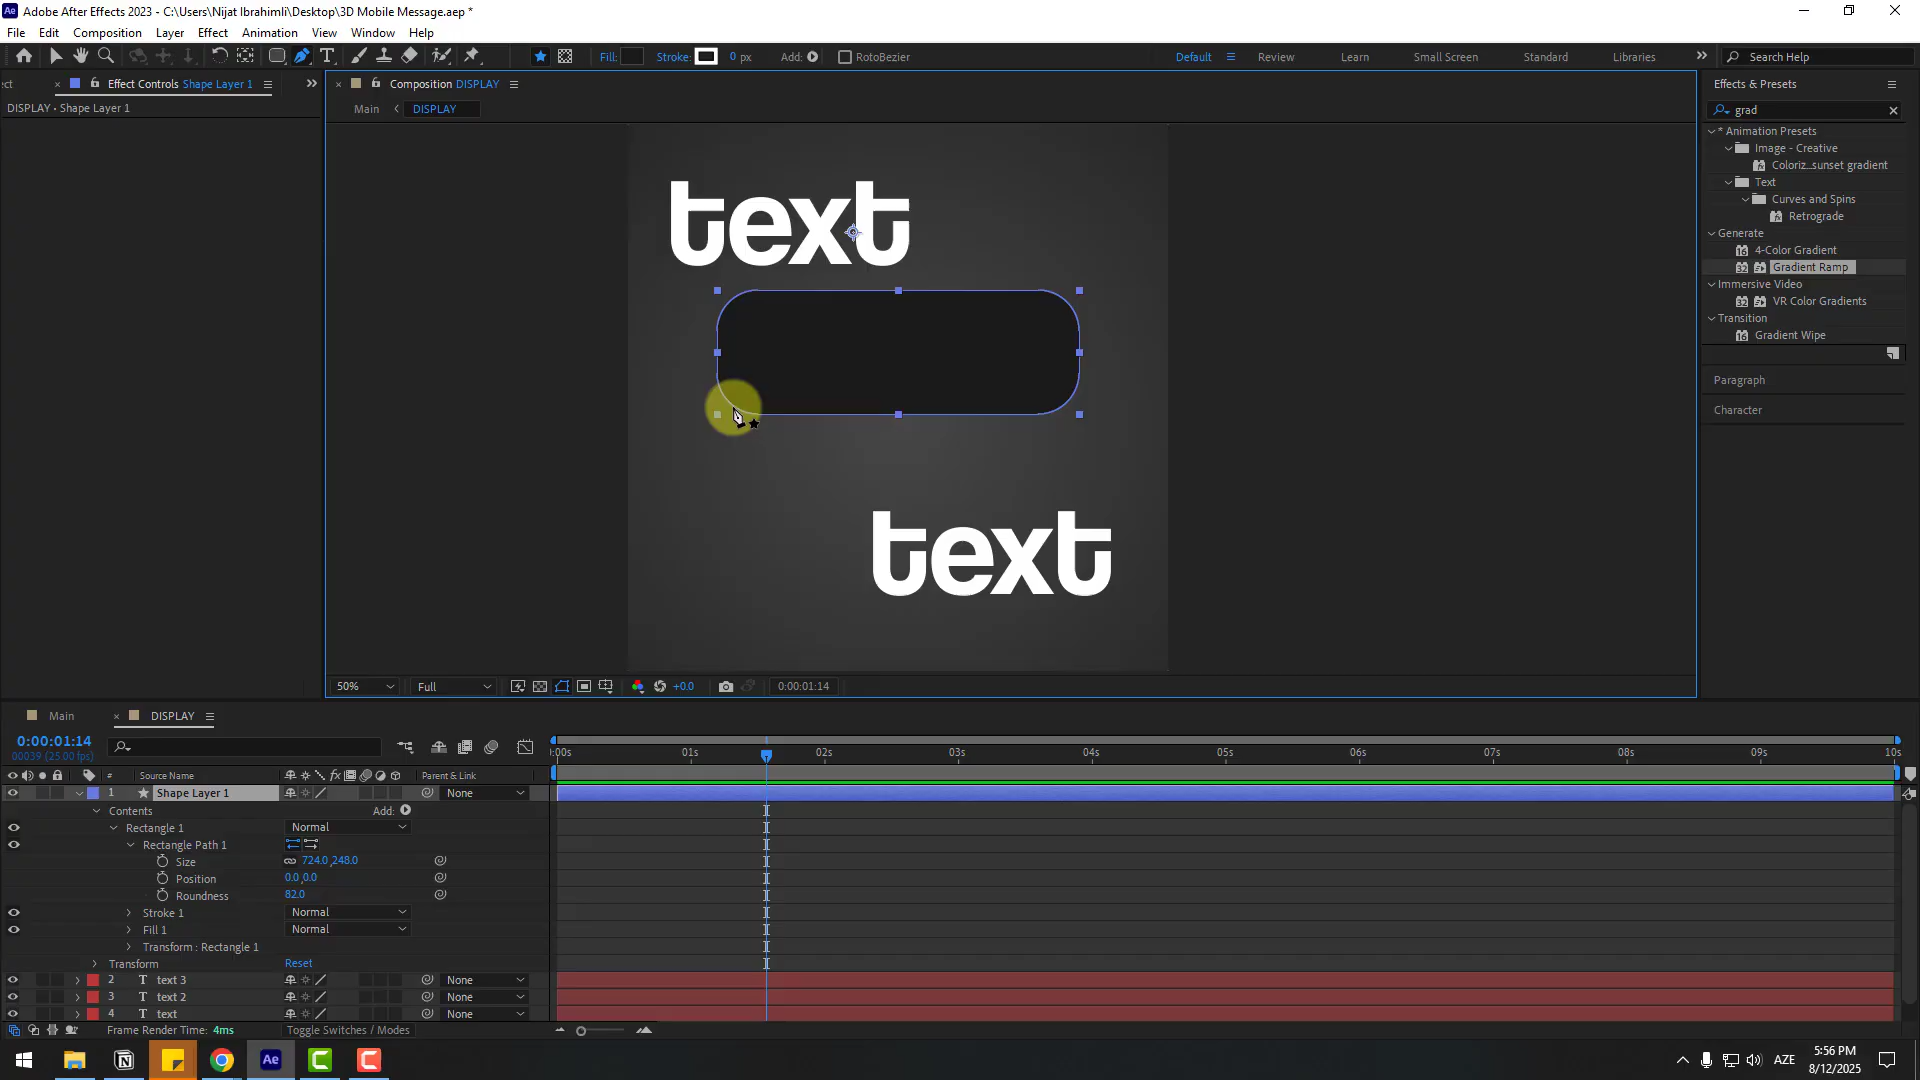 Adobe After Effects 2023 - C:\Users\Nijat Ibrahimli\Desktop\3D Mobile Message.aep *
File Edit Composition Layer Effect Animation View Window Help
Fill: Stroke: 0 px Add: RotoBezier Default Review Learn Small Screen Standard Libraries Search Help
Effect Controls Shape Layer 1
DISPLAY • Shape Layer 1
Composition DISPLAY
Main DISPLAY
Effects & Presets
grad
* Animation Presets
Image - Creative
Coloriz...sunset gradient
Text
Curves and Spins
Retrograde
Generate
4-Color Gradient
Gradient Ramp
Immersive Video
VR Color Gradients
Transition
Gradient Wipe
Paragraph
Character
text
text
50% Full +0.0 0:00:01:14
Main DISPLAY
0:00:01:14
00039 (25.00 fps)
:00s 01s 02s 03s 04s 05s 06s 07s 08s 09s 10s
# Source Name Parent & Link
1 Shape Layer 1 None
Contents Add:
Rectangle 1 Normal
Rectangle Path 1
Size 724.0,248.0
Position 0.0,0.0
Roundness 82.0
Stroke 1 Normal
Fill 1 Normal
Transform : Rectangle 1
Transform Reset
2 T text 3 None
3 T text 2 None
4 T text None
Frame Render Time: 4ms Toggle Switches / Modes
AZE
5:56 PM
8/12/2025